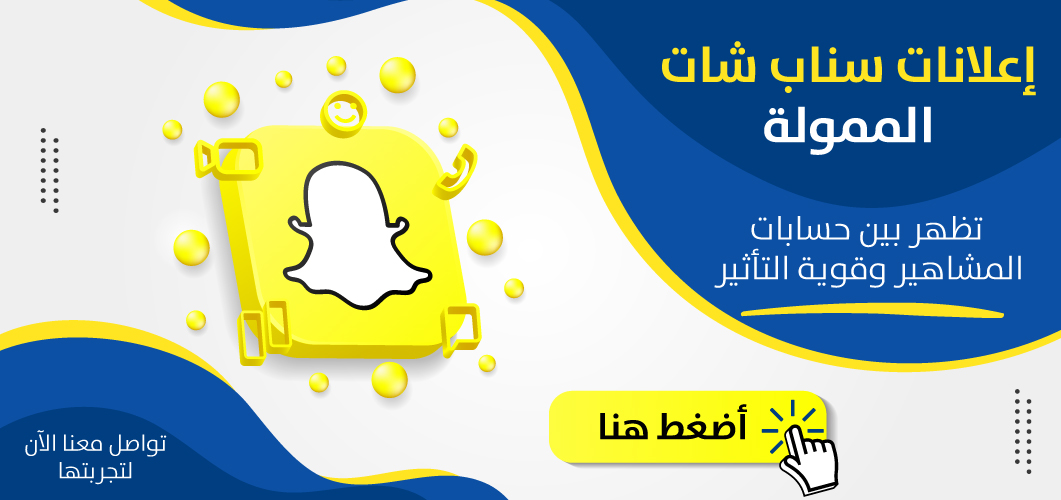 إعلانات سناب شات
الممولة
تظهر بين حسابات
المشاهير وقوية التأثير
أضغط هنا
تواصل معنا الآن
لتجربتها